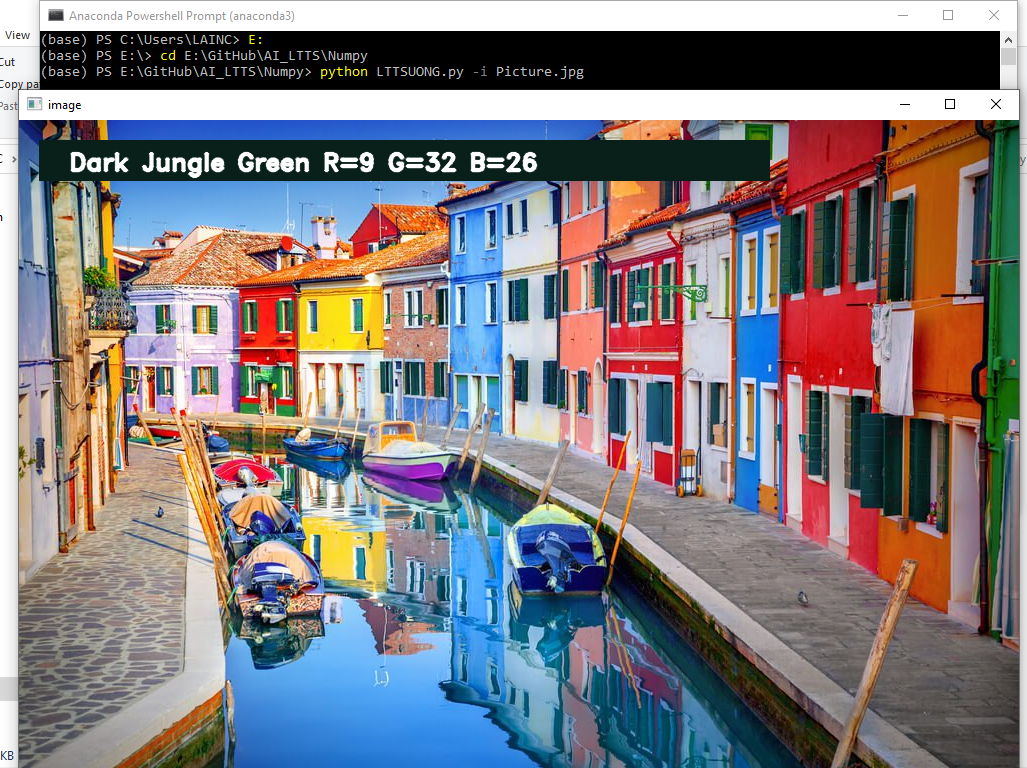 Anaconda Powershell Prompt (anaconda3)
View
(base) PS C:\Users\LAINC> E:
(base) PS E:\> cd E:\GitHub\AI_LTTS\Numpy
(base) PS E:\GitHub\AI_LTTS\Numpy> python LTTSUONG.py -i Picture.jpg
Cut
Copy pa
Past
image
Dark Jungle Green R=9 G=32 B=26
KB